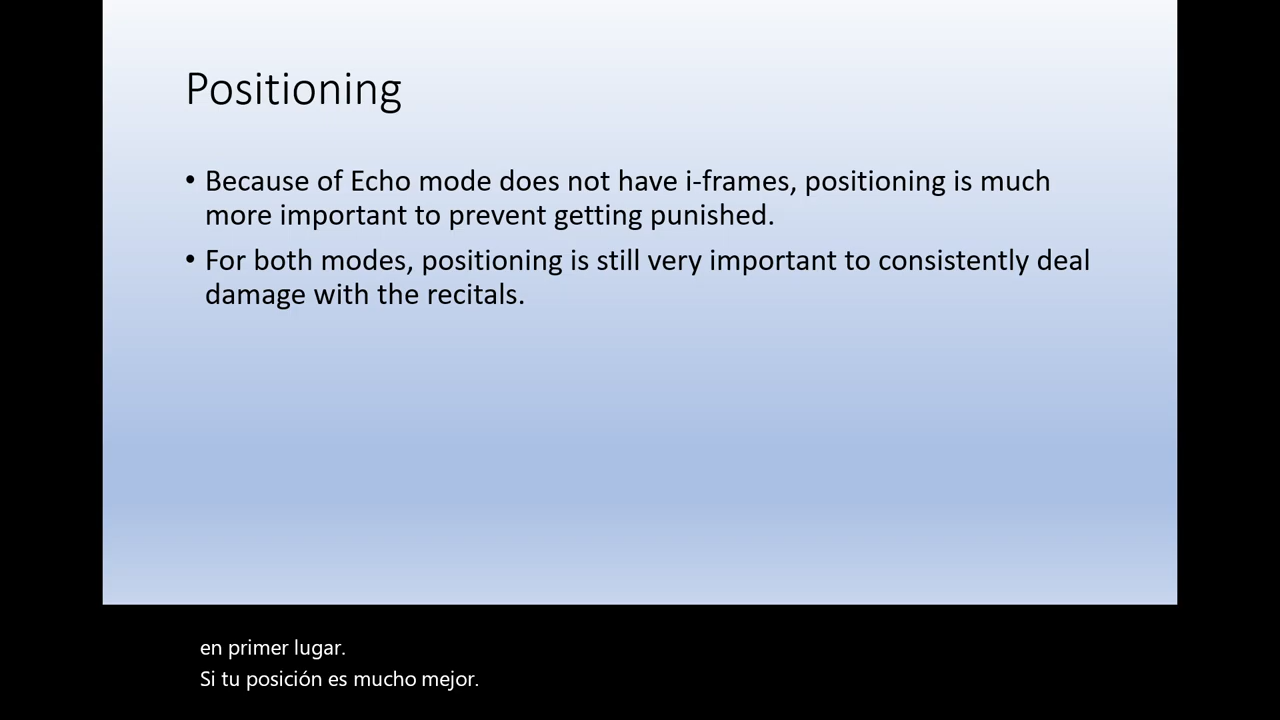 Positioning
• Because of Echo mode does not have i-frames, positioning is much
more important to prevent getting punished.
• For both modes, positioning is still very important to consistently deal
damage with the recitals.
en primer lugar.
Si tu posición es mucho mejor.